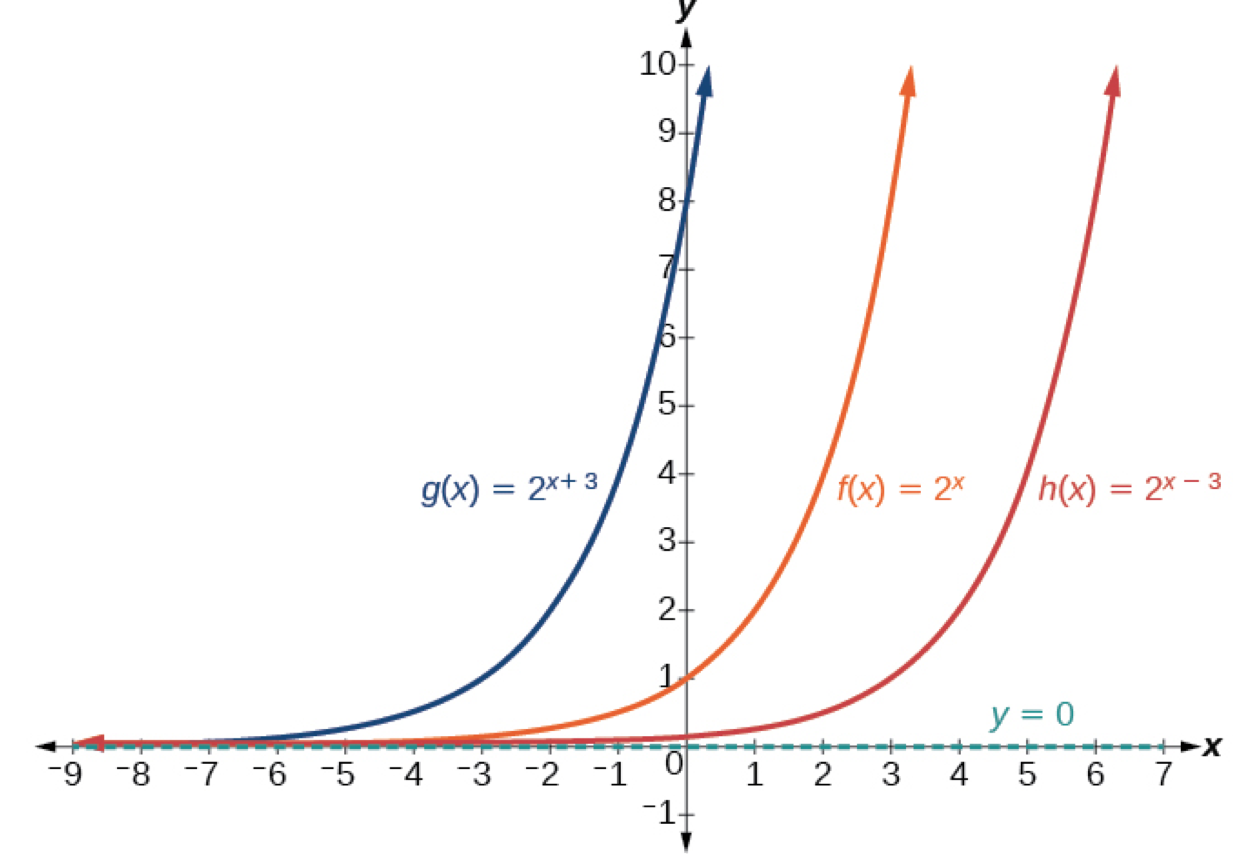 y
10
9
8
7
6
5
4
g(x) = 2^{x + 3} f(x) = 2^x h(x) = 2^{x − 3}
3
2
1
y = 0
x
−9 −8 −7 −6 −5 −4 −3 −2 −1 0 1 2 3 4 5 6 7
−1